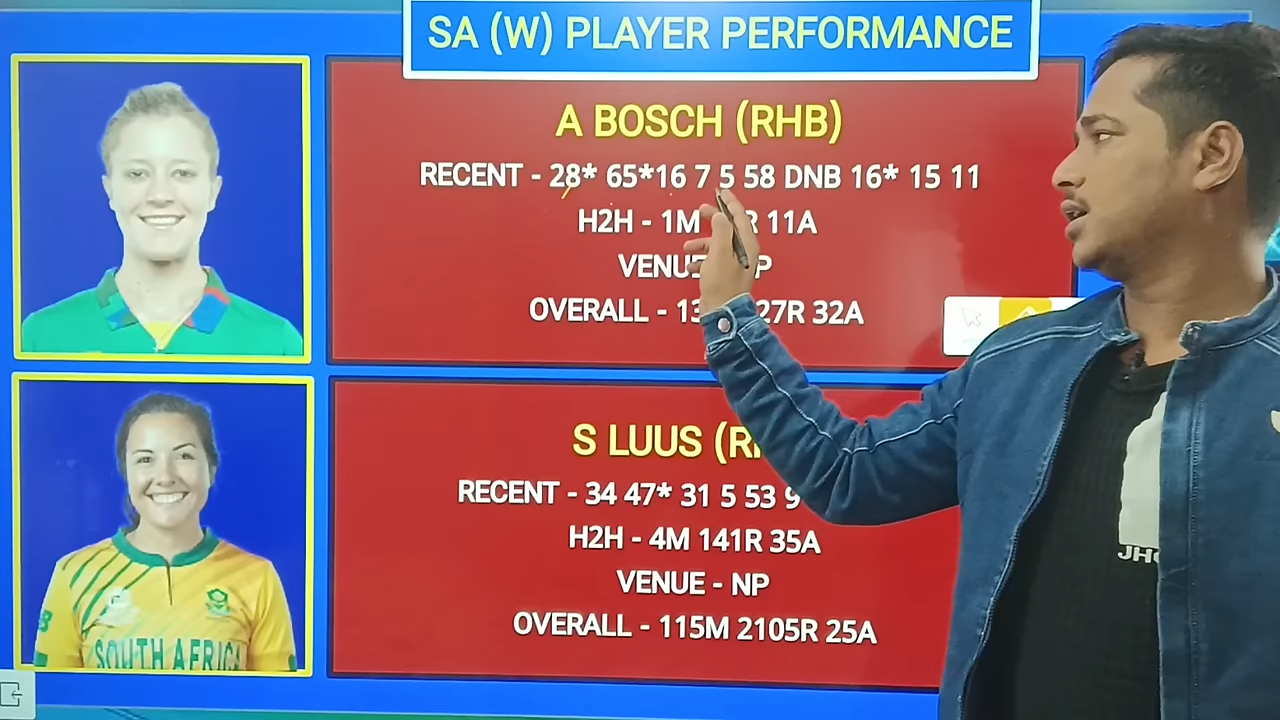 SA (W) PLAYER PERFORMANCE
A BOSCH (RHB)
RECENT - 28* 65*16 7 5 58 DNB 16* 15 11
H2H - 1M R 11A
VENUE P
OVERALL - 13 27R 32A
S LUUS
RECENT - 34 47* 31 5 53 9
H2H - 4M 141R 35A
VENUE - NP
OVERALL - 115M 2105R 25A
SOUTH AFRICA